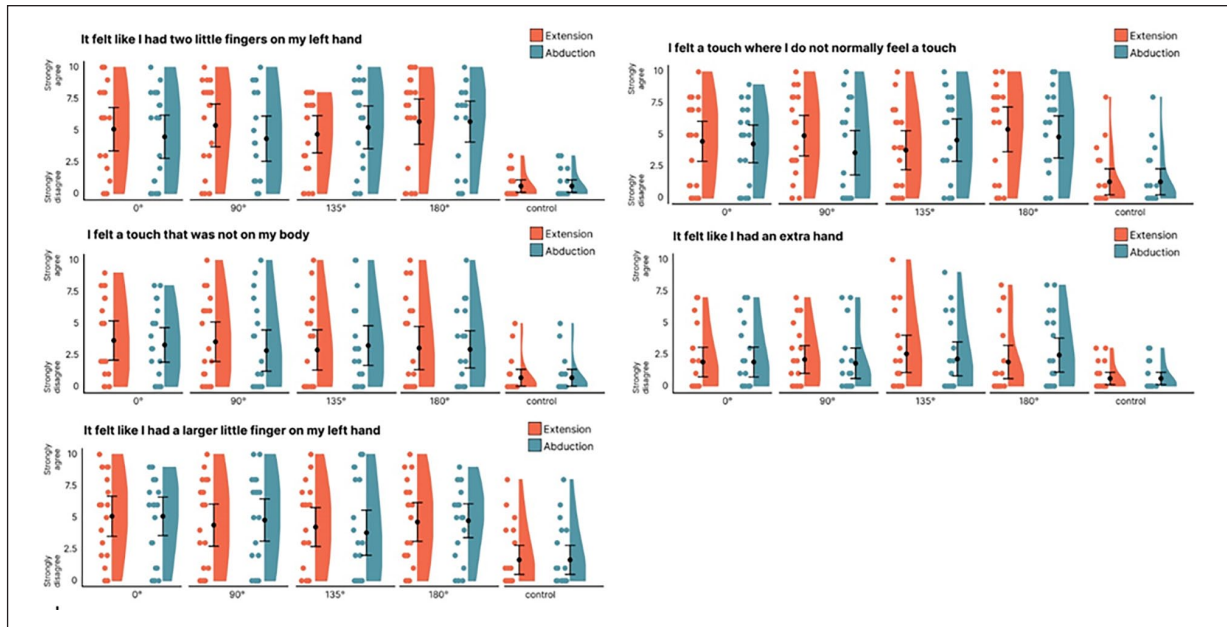 It felt like I had two little fingers on my left hand
Extension
Abduction
Strongly agree
10
7.5
5
2.5
0
Strongly disagree
0°
90°
135°
180°
control
I felt a touch where I do not normally feel a touch
Extension
Abduction
Strongly agree
10
7.5
5
2.5
0
Strongly disagree
0°
90°
135°
180°
control
I felt a touch that was not on my body
Extension
Abduction
Strongly agree
10
7.5
5
2.5
0
Strongly disagree
0°
90°
135°
180°
control
It felt like I had an extra hand
Extension
Abduction
Strongly agree
10
7.5
5
2.5
0
Strongly disagree
0°
90°
135°
180°
control
It felt like I had a larger little finger on my left hand
Extension
Abduction
Strongly agree
10
7.5
5
2.5
0
Strongly disagree
0°
90°
135°
180°
control